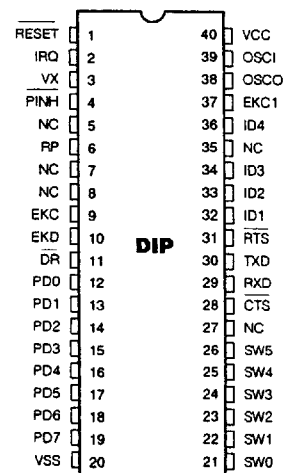 RESET 1 40 VCC
IRQ 2 39 OSCI
VX 3 38 OSCO
PINH 4 37 EKC1
NC 5 36 ID4
RP 6 35 NC
NC 7 34 ID3
NC 8 33 ID2
EKC 9 32 ID1
EKD 10 DIP 31 RTS
DR 11 30 TXD
PD0 12 29 RXD
PD1 13 28 CTS
PD2 14 27 NC
PD3 15 26 SW5
PD4 16 25 SW4
PD5 17 24 SW3
PD6 18 23 SW2
PD7 19 22 SW1
VSS 20 21 SW0